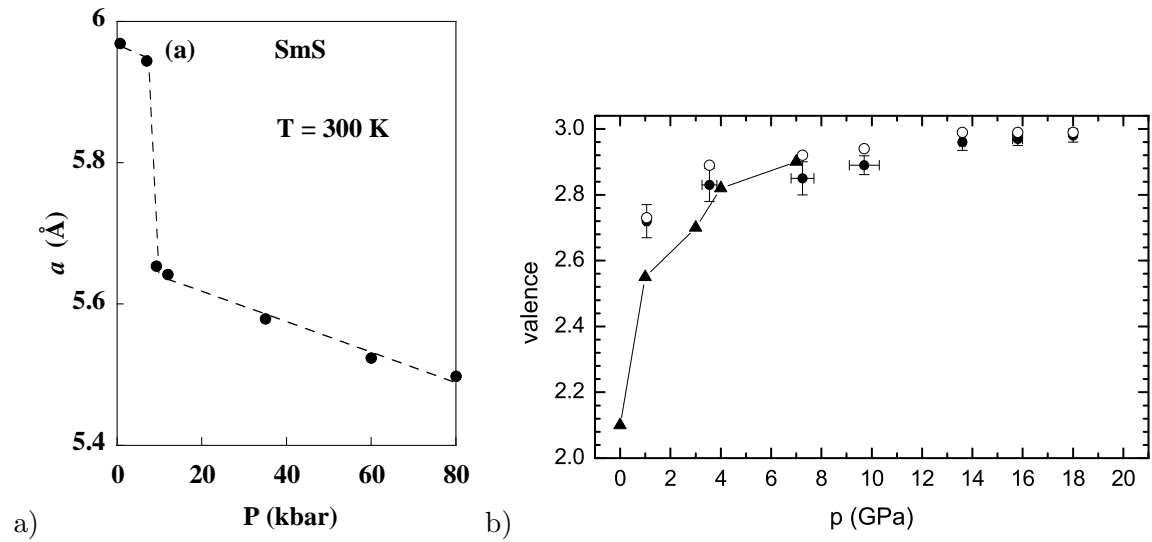 6
(a) SmS
5.8
T = 300 K
a (Å)
5.6
5.4
0 20 40 60 80
P (kbar)
a)
3.0
2.8
2.6
valence
2.4
2.2
2.0
0 2 4 6 8 10 12 14 16 18 20
p (GPa)
b)